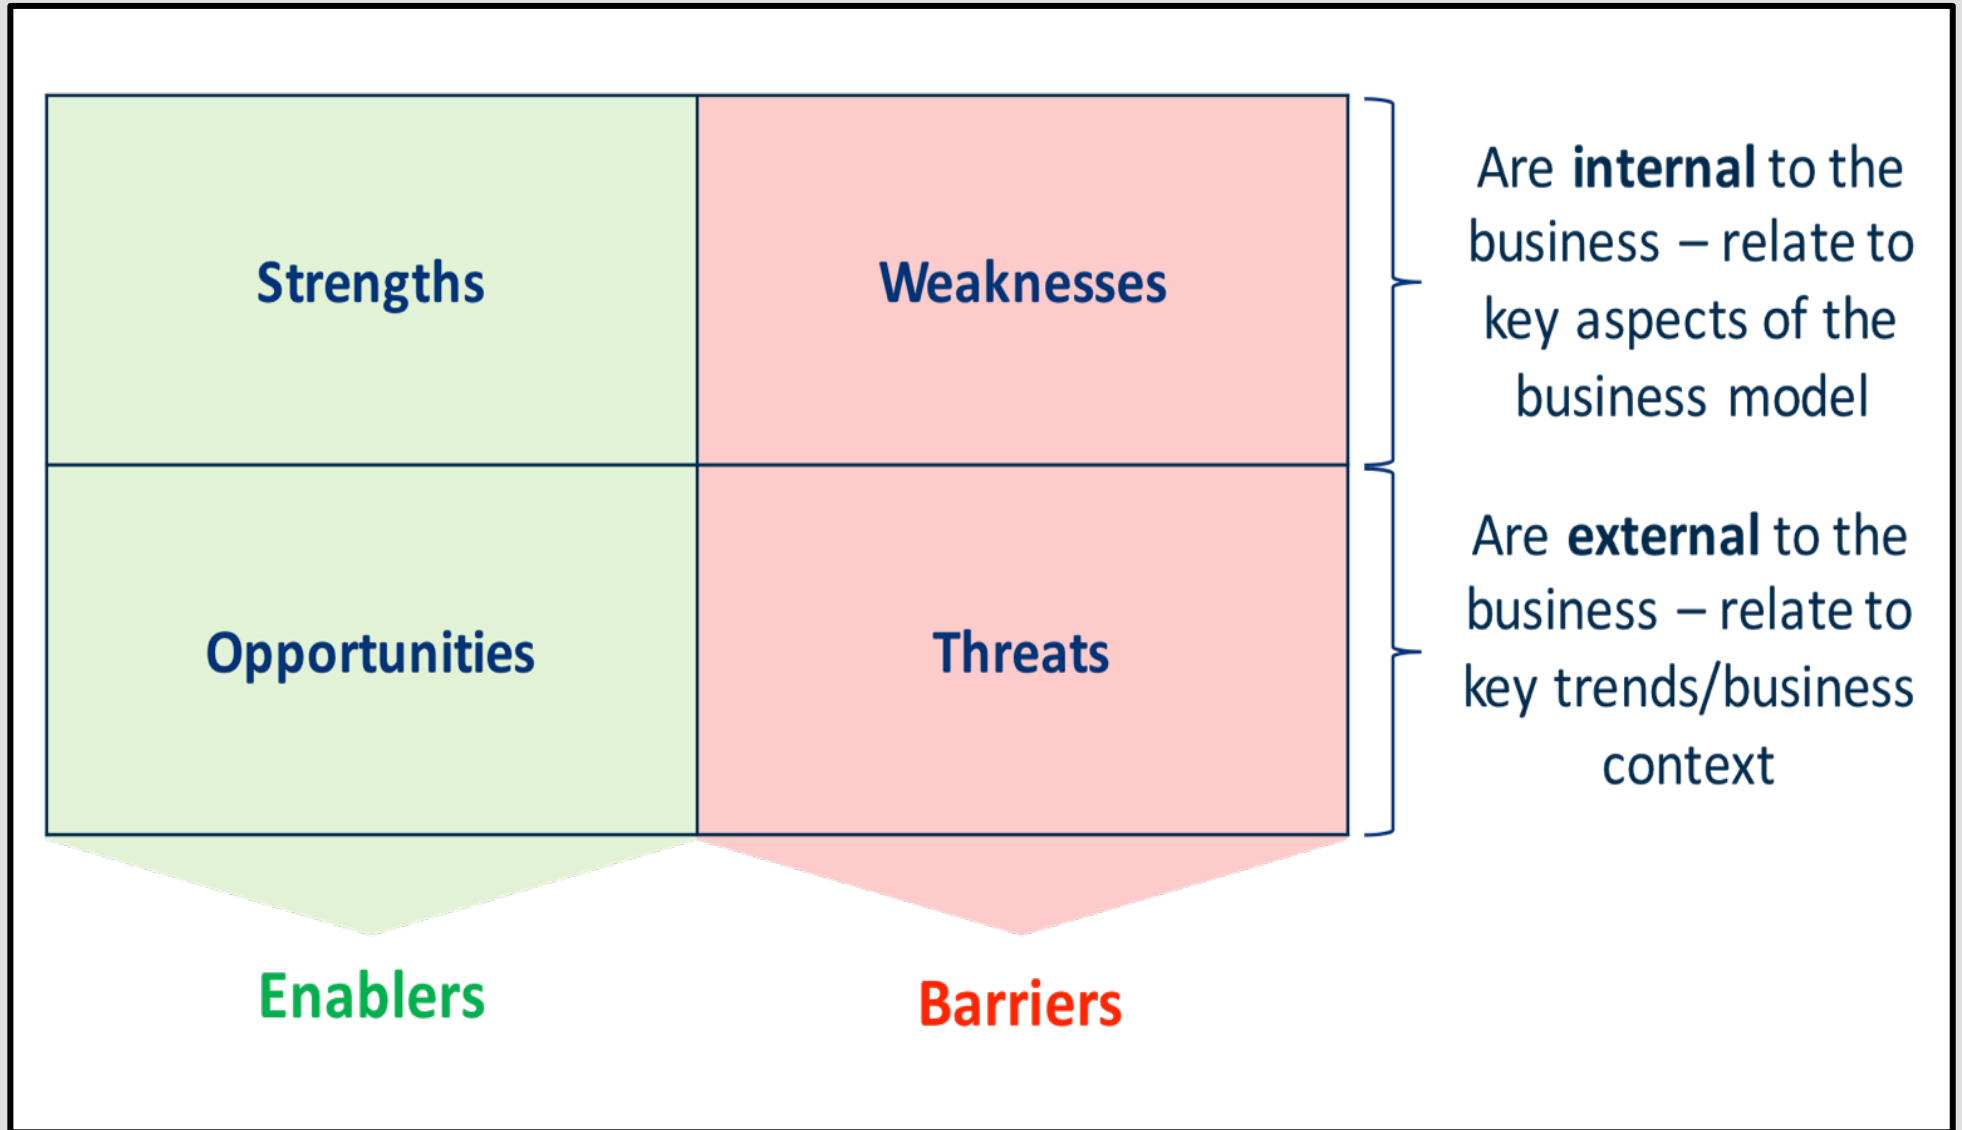 Strengths
Weaknesses
Are internal to the
business – relate to
key aspects of the
business model
Opportunities
Threats
Are external to the
business – relate to
key trends/business
context
Enablers
Barriers